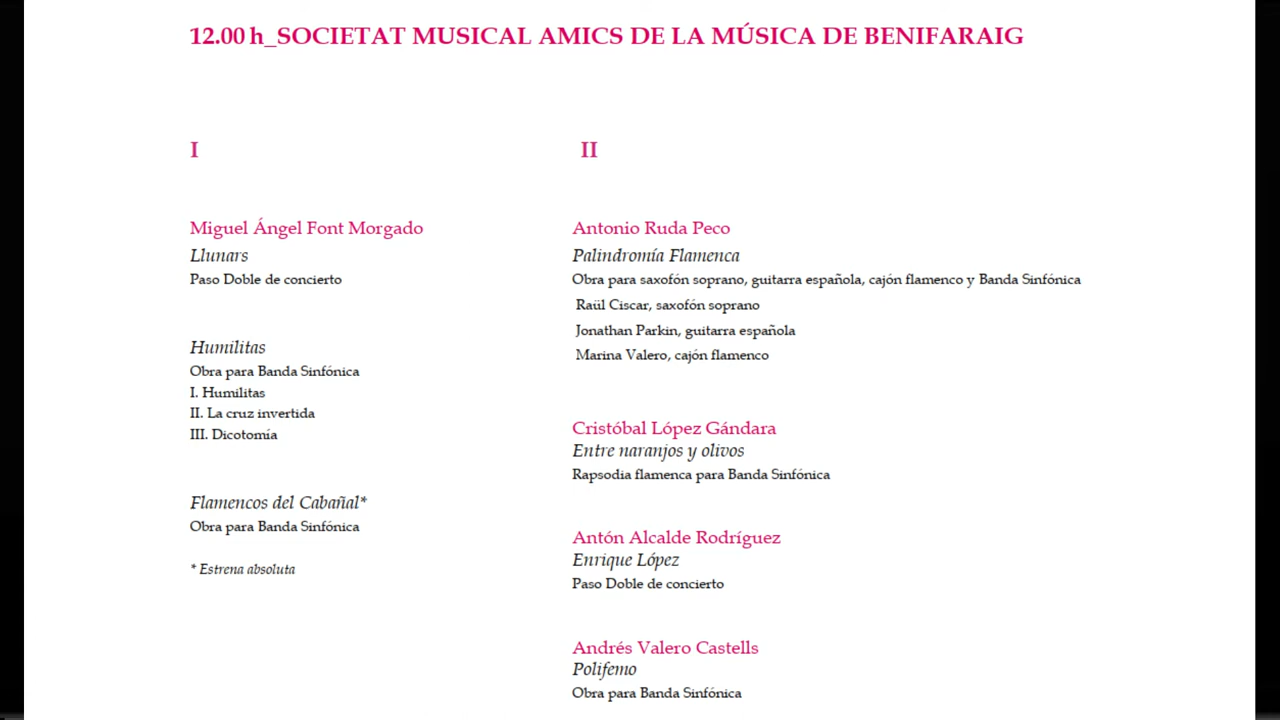 12.00 h_SOCIETAT MUSICAL AMICS DE LA MÚSICA DE BENIFARAIG
I
Miguel Ángel Font Morgado
Llunars
Paso Doble de concierto
Humilitas
Obra para Banda Sinfónica
I. Humilitas
II. La cruz invertida
III. Dicotomía
Flamencos del Cabañal*
Obra para Banda Sinfónica
* Estrena absoluta
II
Antonio Ruda Peco
Palindromía Flamenca
Obra para saxofón soprano, guitarra española, cajón flamenco y Banda Sinfónica
Raül Ciscar, saxofón soprano
Jonathan Parkin, guitarra española
Marina Valero, cajón flamenco
Cristóbal López Gándara
Entre naranjos y olivos
Rapsodia flamenca para Banda Sinfónica
Antón Alcalde Rodríguez
Enrique López
Paso Doble de concierto
Andrés Valero Castells
Polifemo
Obra para Banda Sinfónica